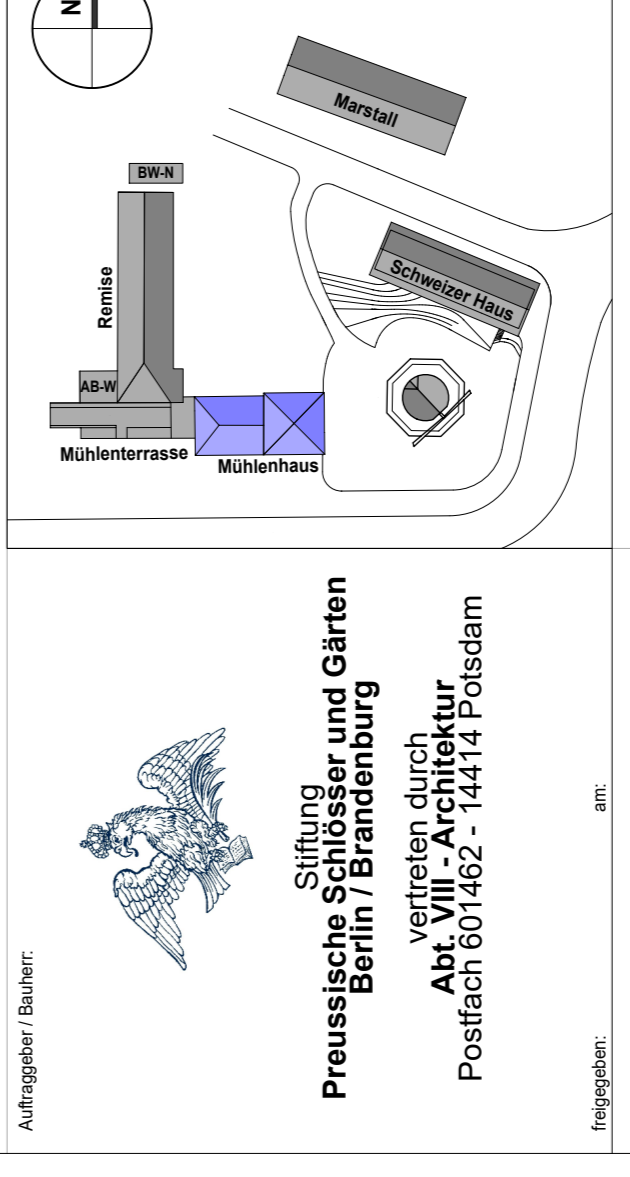 N
Marstall
BW-N
Remise
Schweizer Haus
AB-W
Mühlenterrasse
Mühlenhaus
Auftraggeber / Bauherr:
Stiftung
Preussische Schlösser und Gärten
Berlin / Brandenburg
vertreten durch
Abt. VIII - Architektur
Postfach 601462 - 14414 Potsdam
freigegeben:
am: